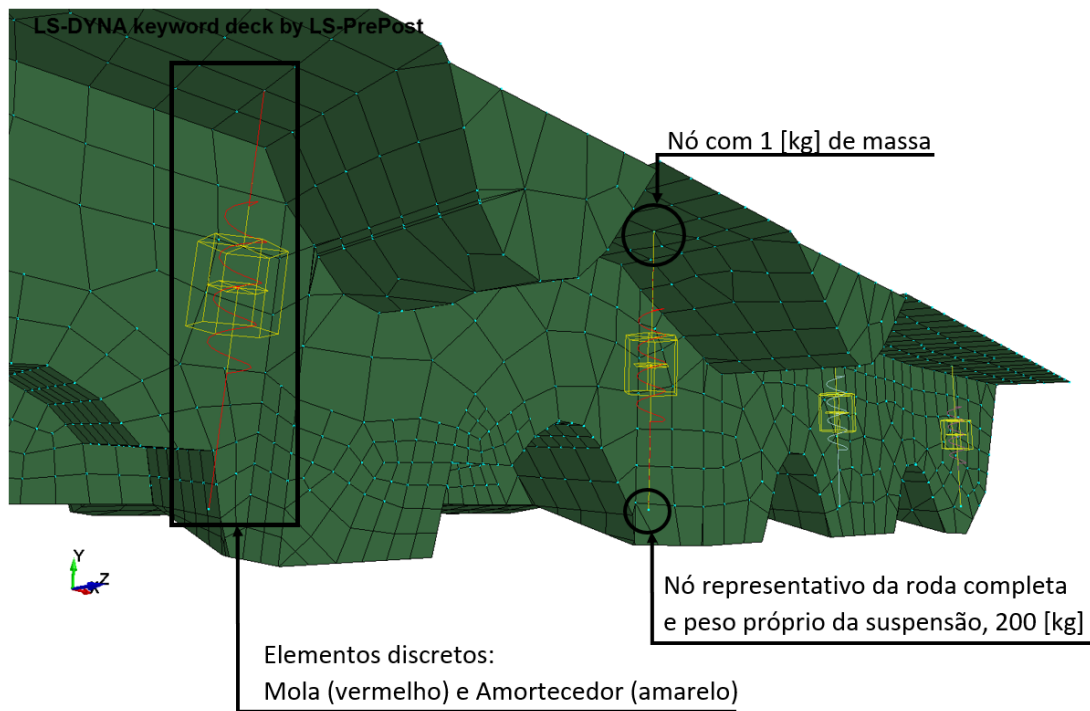 LS-DYNA keyword deck by LS-PrePost
Nó com 1 [kg] de massa
Y
Z
X
Nó representativo da roda completa
e peso próprio da suspensão, 200 [kg]
Elementos discretos:
Mola (vermelho) e Amortecedor (amarelo)